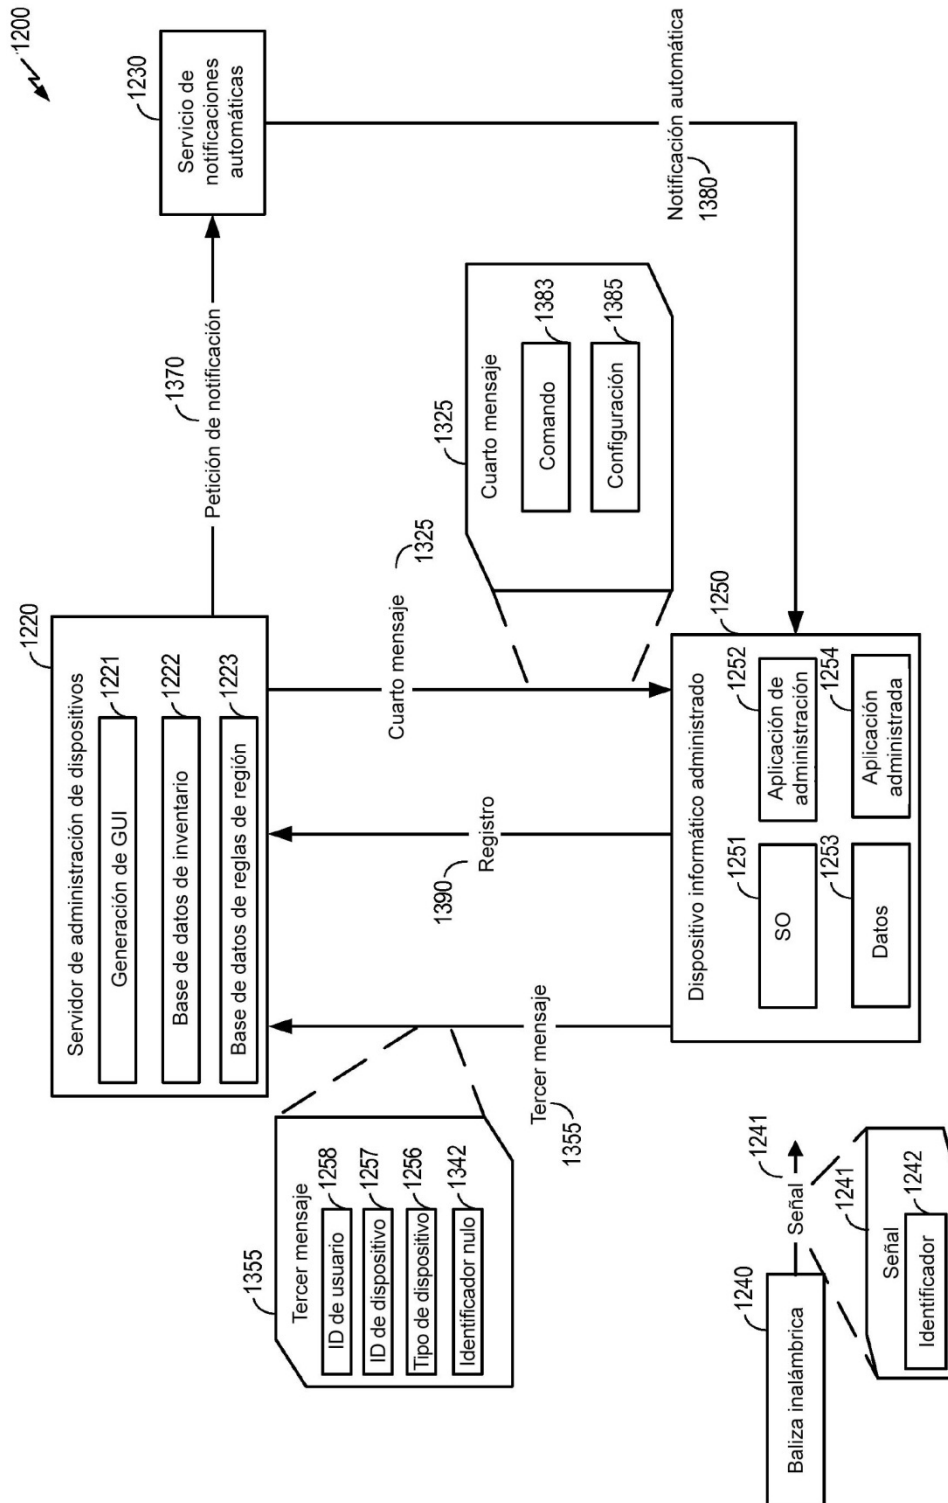 1200
1220
Servidor de administración de dispositivos
Generación de GUI
1221
Base de datos de inventario
1222
Base de datos de reglas de región
1223
1370
Petición de notificación
1230
Servicio de
notificaciones
automáticas
1355
Tercer mensaje
ID de usuario
1258
ID de dispositivo
1257
Tipo de dispositivo
1256
Identificador nulo
1342
Tercer mensaje
1355
1390
Registro
Cuarto mensaje
1325
1325
Cuarto mensaje
Comando
1383
Configuración
1385
Notificación automática
1380
1240
Baliza inalámbrica
Señal
1241
1241
Señal
Identificador
1242
1250
Dispositivo informático administrado
SO
1251
Aplicación de
administración
1252
Datos
1253
Aplicación
administrada
1254